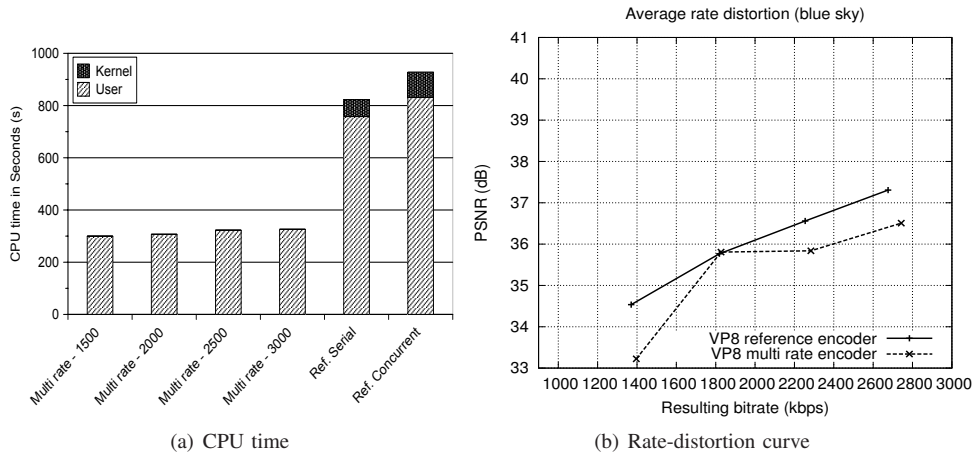 1000
800
600
400
200
0
CPU time in Seconds (s)
Kernel
User
Multi rate - 1500
Multi rate - 2000
Multi rate - 2500
Multi rate - 3000
Ref. Serial
Ref. Concurrent
(a) CPU time
Average rate distortion (blue sky)
41
40
39
38
37
36
35
34
33
PSNR (dB)
VP8 reference encoder
VP8 multi rate encoder
1000 1200 1400 1600 1800 2000 2200 2400 2600 2800 3000
Resulting bitrate (kbps)
(b) Rate-distortion curve